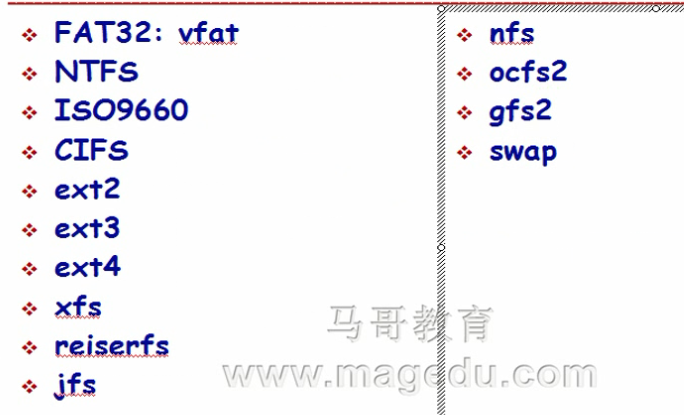 FAT32: vfat
NTFS
ISO9660
CIFS
ext2
ext3
ext4
xfs
reiserfs
jfs
nfs
ocfs2
gfs2
swap
马哥教育
www.magedu.com